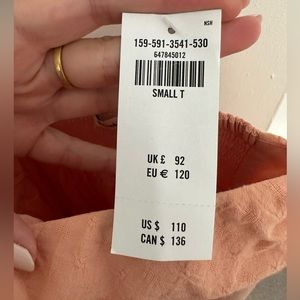 NSH
159-591-3541-530
647845012
SMALL T
UK £ 92
EU € 120
US $ 110
CAN $ 136